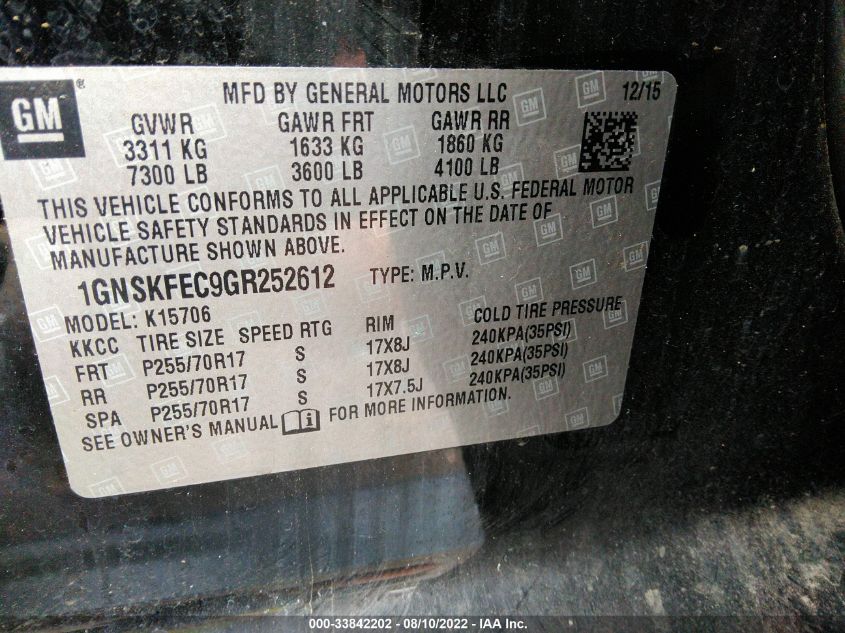 GM ®
MFD BY GENERAL MOTORS LLC 12/15
GVWR GAWR FRT GAWR RR
3311 KG 1633 KG 1860 KG
7300 LB 3600 LB 4100 LB
THIS VEHICLE CONFORMS TO ALL APPLICABLE U.S. FEDERAL MOTOR
VEHICLE SAFETY STANDARDS IN EFFECT ON THE DATE OF
MANUFACTURE SHOWN ABOVE.
1GNSKFEC9GR252612 TYPE: M.P.V.
MODEL: K15706
KKCC TIRE SIZE SPEED RTG RIM COLD TIRE PRESSURE
FRT P255/70R17 S 17X8J 240KPA(35PSI)
RR P255/70R17 S 17X8J 240KPA(35PSI)
SPA P255/70R17 S 17X7.5J 240KPA(35PSI)
SEE OWNER'S MANUAL i FOR MORE INFORMATION.
000-33842202 - 08/10/2022 - IAA Inc.